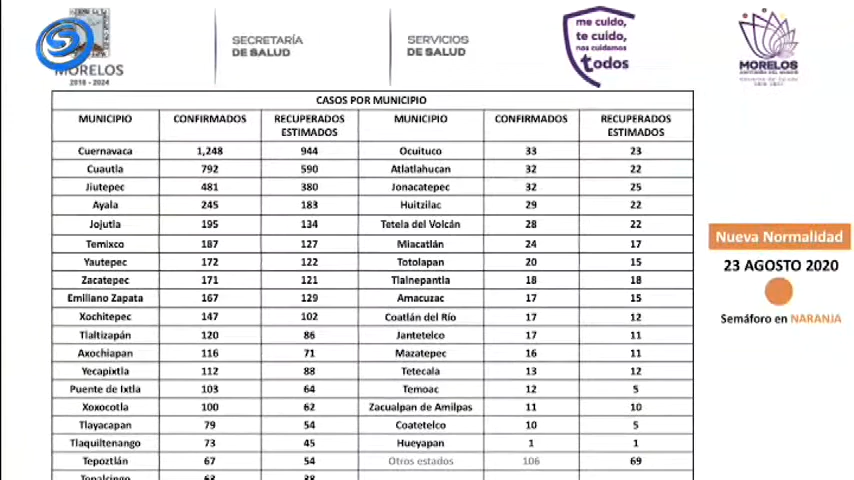 MORELOS
2018 - 2024
SECRETARÍA
DE SALUD
SERVICIOS
DE SALUD
me cuido,
te cuido,
nos cuidamos
todos
MORELOS
CASOS POR MUNICIPIO
MUNICIPIO CONFIRMADOS RECUPERADOS ESTIMADOS MUNICIPIO CONFIRMADOS RECUPERADOS ESTIMADOS
Cuernavaca 1,248 944 Ocuituco 33 23
Cuautla 792 590 Atlatlahucan 32 22
Jiutepec 481 380 Jonacatepec 32 25
Ayala 245 183 Huitzilac 29 22
Jojutla 195 134 Tetela del Volcán 28 22
Temixco 187 127 Miacatlán 24 17
Yautepec 172 122 Totolapan 20 15
Zacatepec 171 121 Tlalnepantla 18 18
Emiliano Zapata 167 129 Amacuzac 17 15
Xochitepec 147 102 Coatlán del Río 17 12
Tlaltizapán 120 86 Jantetelco 17 11
Axochiapan 116 71 Mazatepec 16 11
Yecapixtla 112 88 Tetecala 13 12
Puente de Ixtla 103 64 Temoac 12 5
Xoxocotla 100 62 Zacualpan de Amilpas 11 10
Tlayacapan 79 54 Coatetelco 10 5
Tlaquiltenango 73 45 Hueyapan 1 1
Tepoztlán 67 54 Otros estados 106 69
Tepalcingo 63 38
Nueva Normalidad
23 AGOSTO 2020
Semáforo en NARANJA